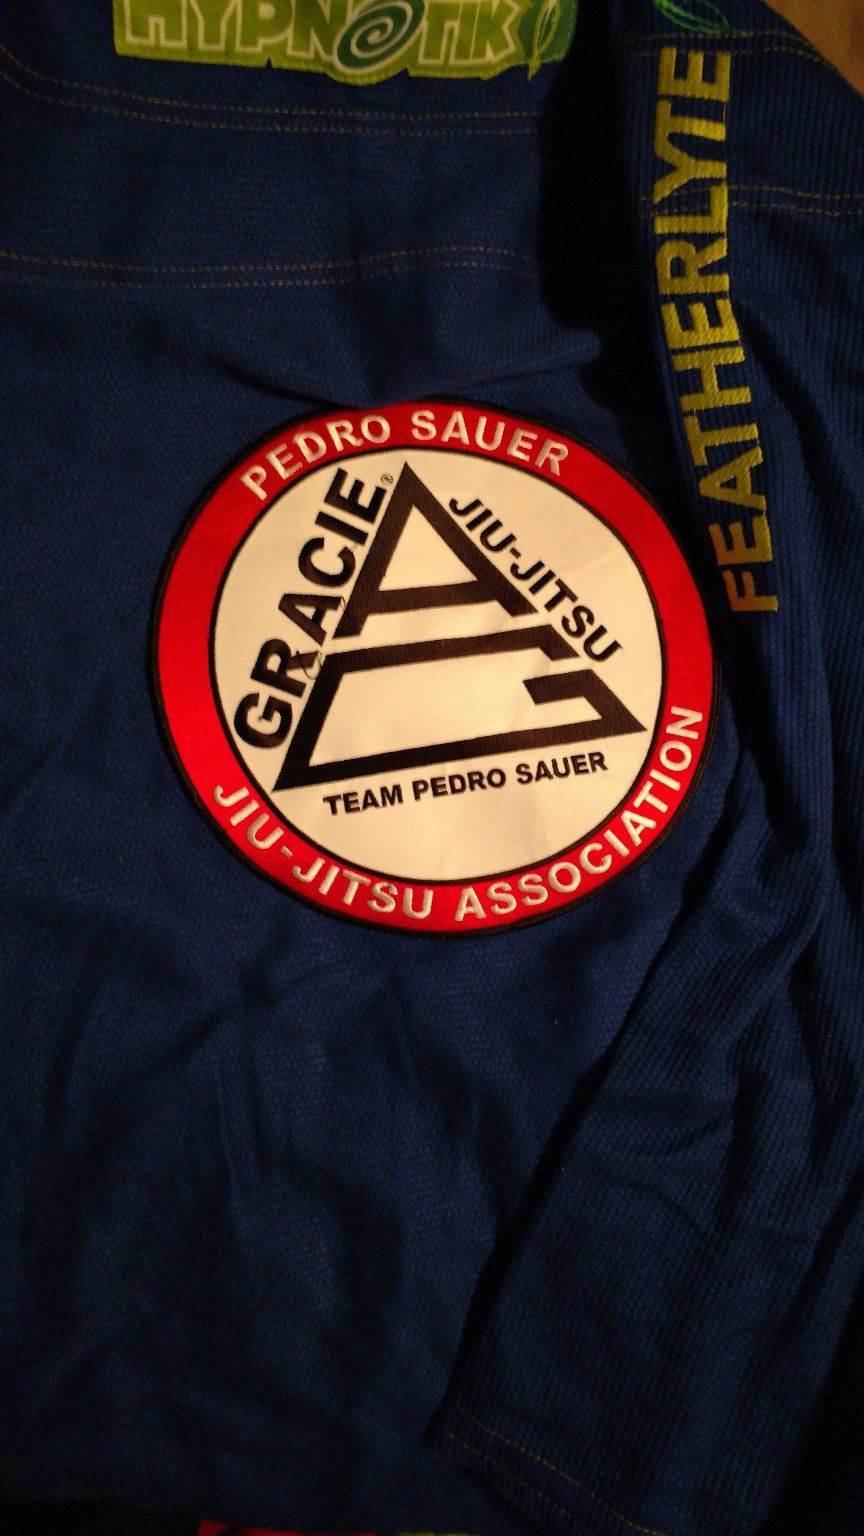 HYPNOTIK
FEATHERLYTE
PEDRO SAUER
GRACIE®
JIU-JITSU
TEAM PEDRO SAUER
JIU-JITSU ASSOCIATION